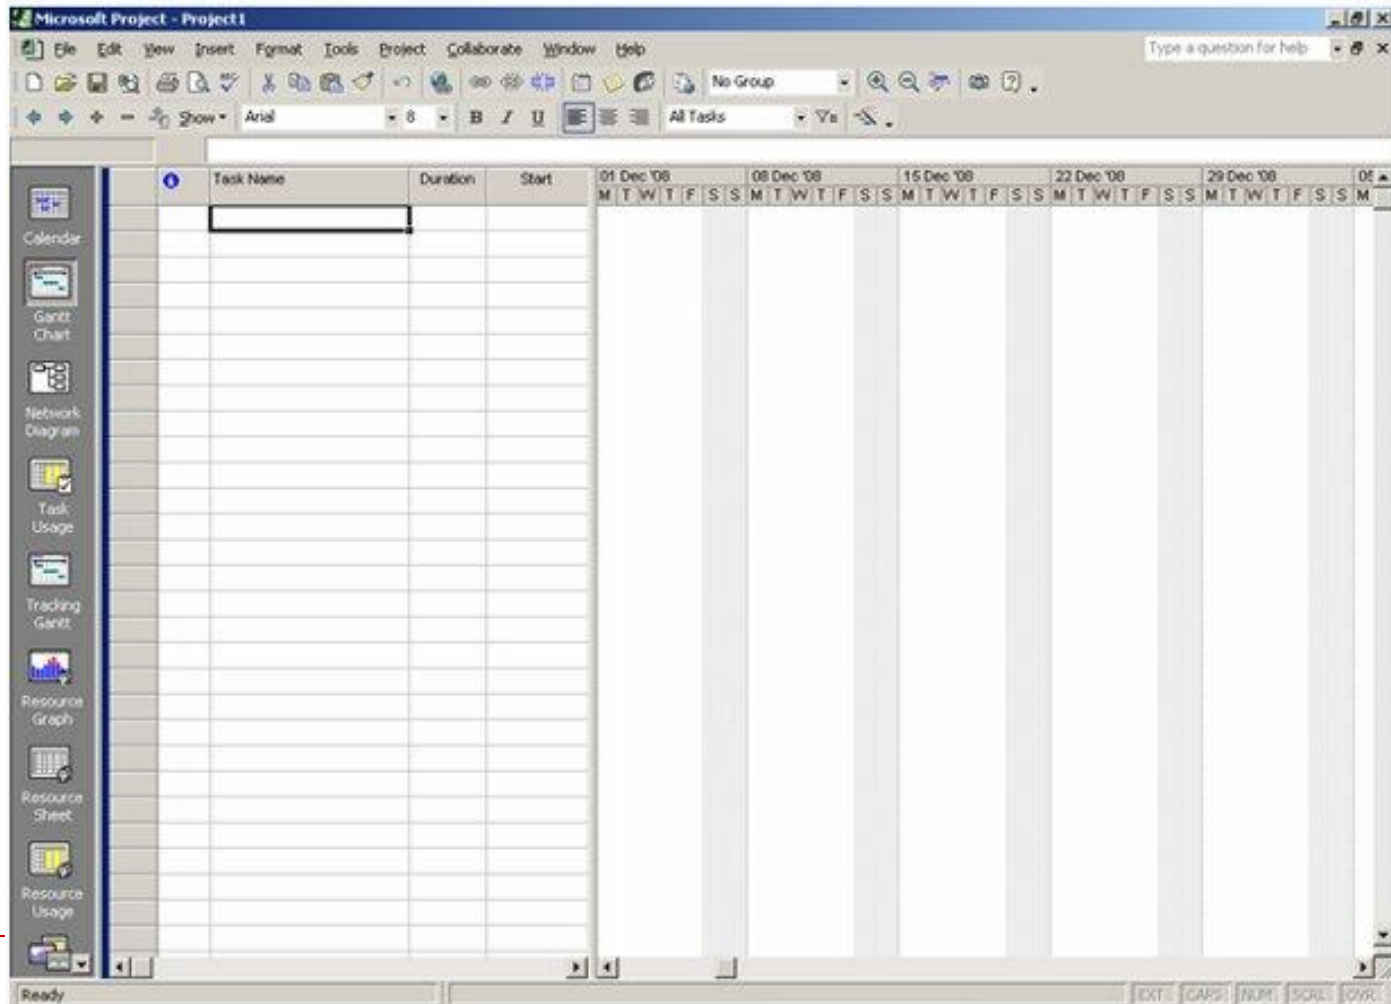 Microsoft Project - Project1
File Edit View Insert Format Tools Project Collaborate Window Help Type a question for help
No Group
Show Arial 8 B I U All Tasks
Task Name Duration Start 01 Dec '08 08 Dec '08 15 Dec '08 22 Dec '08 29 Dec '08 05
M T W T F S S M T W T F S S M T W T F S S M T W T F S S M T W T F S S M
Calendar
Gantt
Chart
Network
Diagram
Task
Usage
Tracking
Gantt
Resource
Graph
Resource
Sheet
Resource
Usage
Ready EXT CAPS NUM SCRL OVR